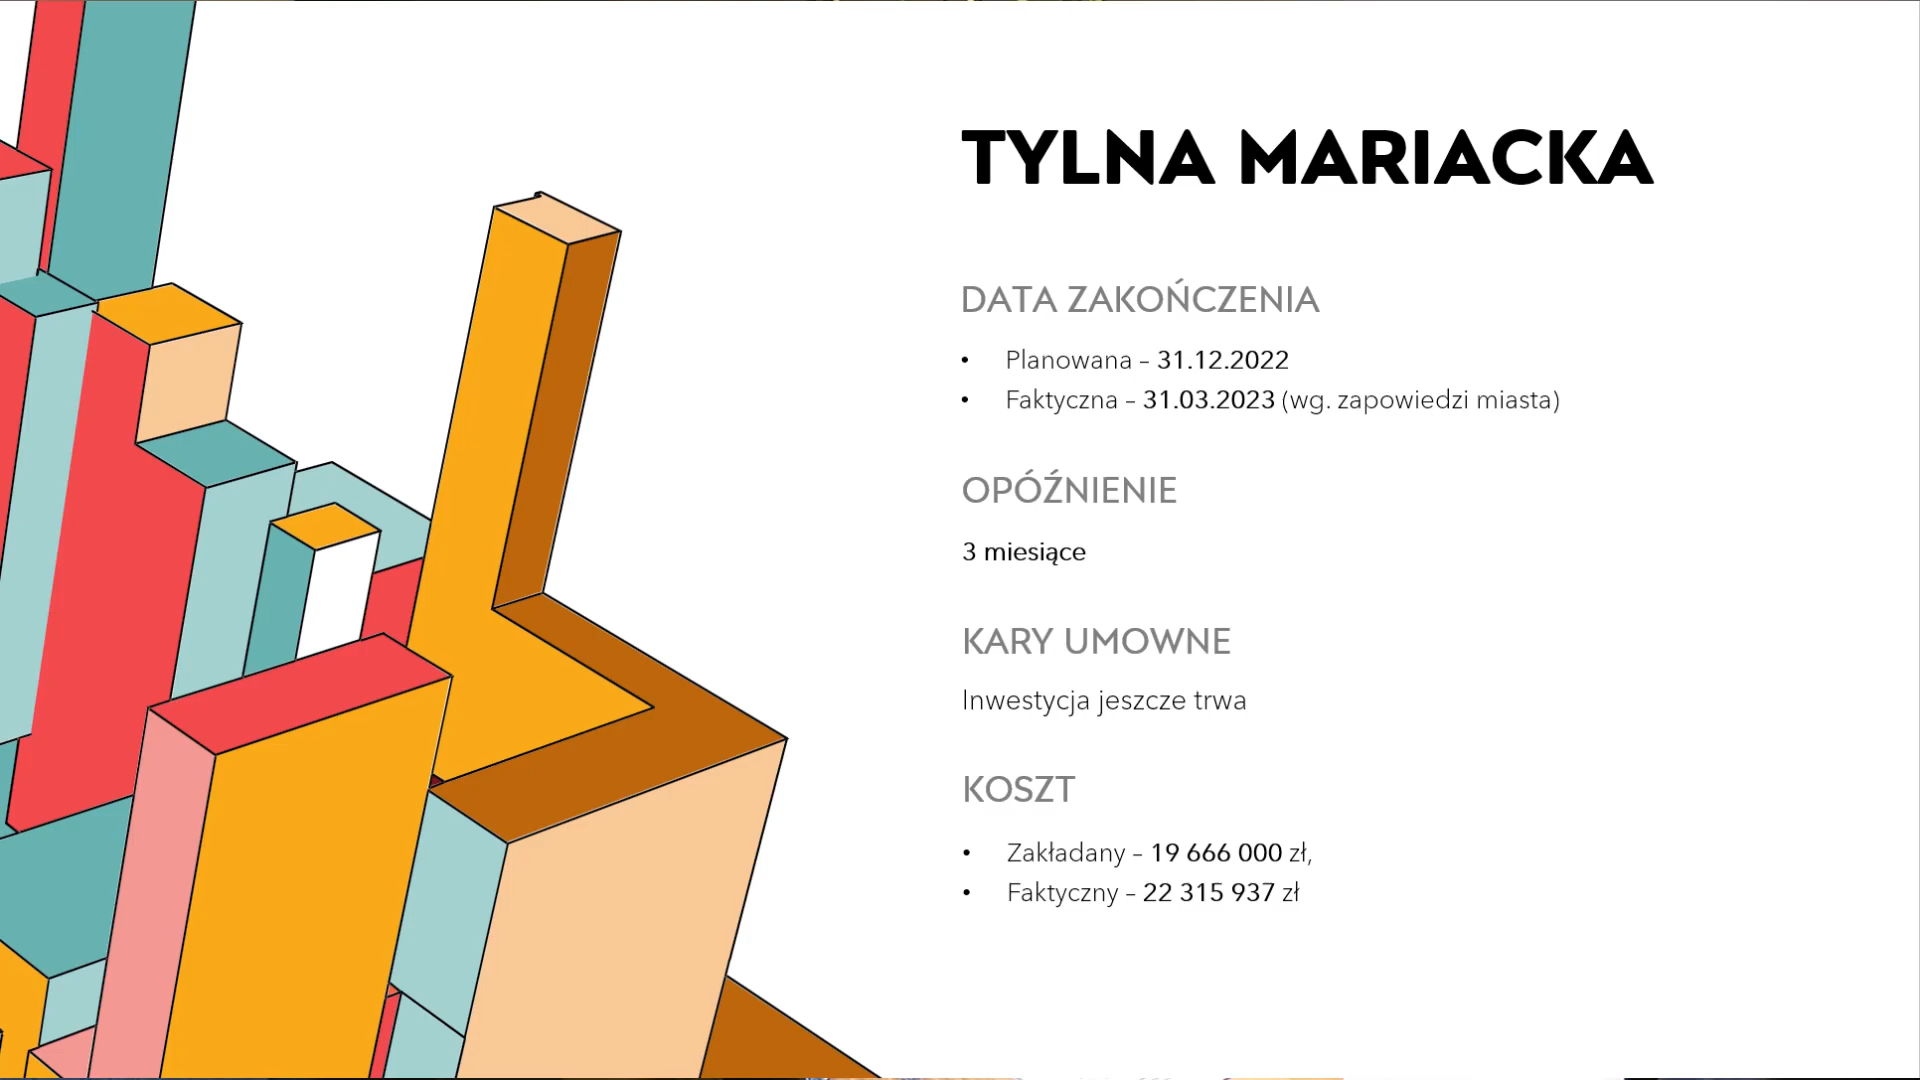 TYLNA MARIACKA
DATA ZAKOŃCZENIA
• Planowana – 31.12.2022
• Faktyczna – 31.03.2023 (wg. zapowiedzi miasta)
OPÓŹNIENIE
3 miesiące
KARY UMOWNE
Inwestycja jeszcze trwa
KOSZT
• Zakładany – 19 666 000 zł,
• Faktyczny – 22 315 937 zł